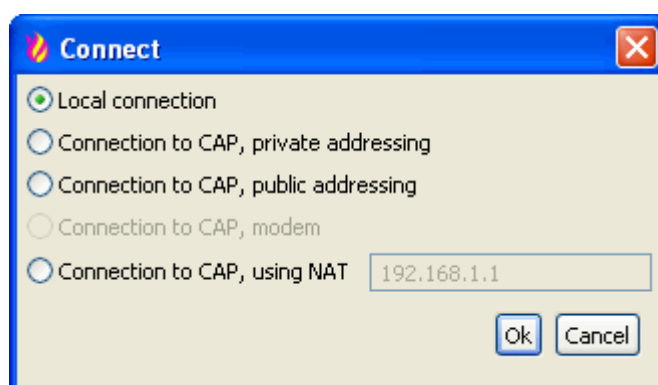 Connect
Local connection
Connection to CAP, private addressing
Connection to CAP, public addressing
Connection to CAP, modem
Connection to CAP, using NAT 192.168.1.1
Ok Cancel